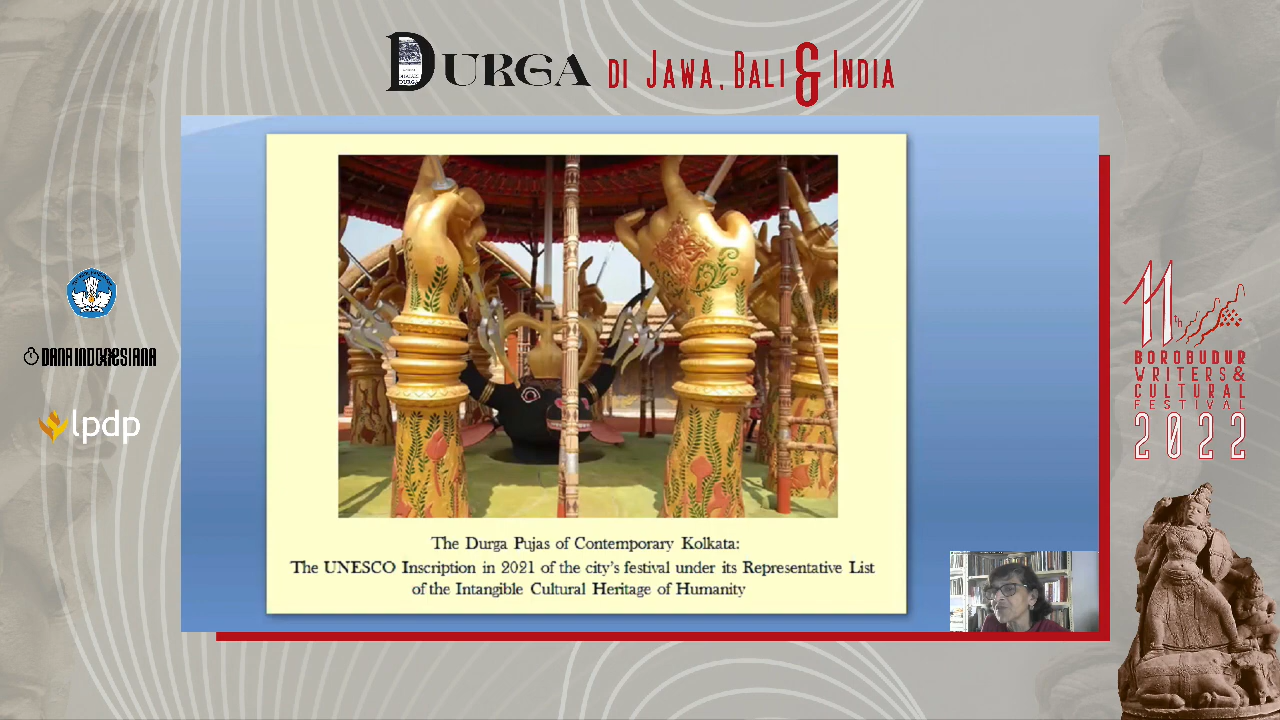 DURGA DI JAWA, BALI & INDIA
The Durga Pujas of Contemporary Kolkata:
The UNESCO Inscription in 2021 of the city's festival under its Representative List
of the Intangible Cultural Heritage of Humanity
DANA INDONESIANA
lpdp
11th
BOROBUDUR
WRITERS&
CULTURAL
FESTIVAL
2022